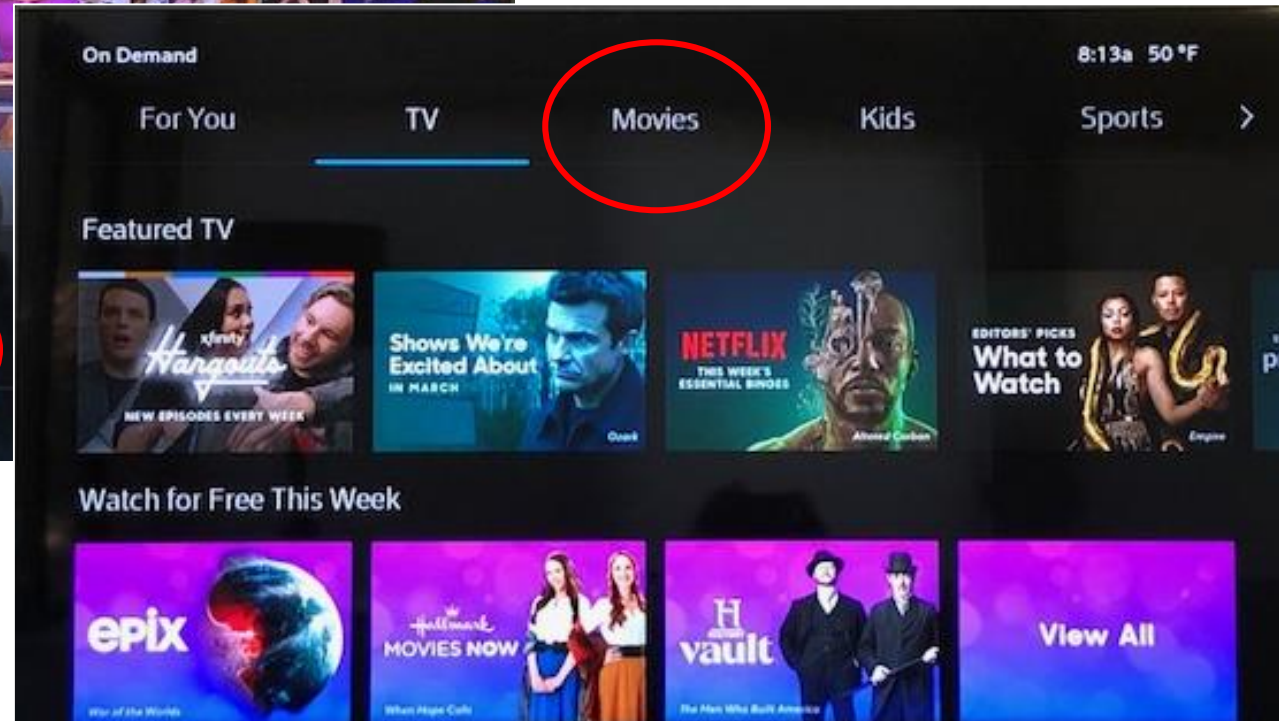 On Demand
8:13a 50 °F
For You TV Movies Kids Sports >
Featured TV
xfinity
Hangouts
NEW EPISODES EVERY WEEK
Shows We're
Excited About
IN MARCH
Ozark
NETFLIX
THIS WEEK'S
ESSENTIAL BINGES
Altered Carbon
EDITORS' PICKS
What to
Watch
Empire
p
Watch for Free This Week
epix
War of the Worlds
Hallmark
MOVIES NOW
When Hope Calls
H
vault
The Men Who Built America
View All